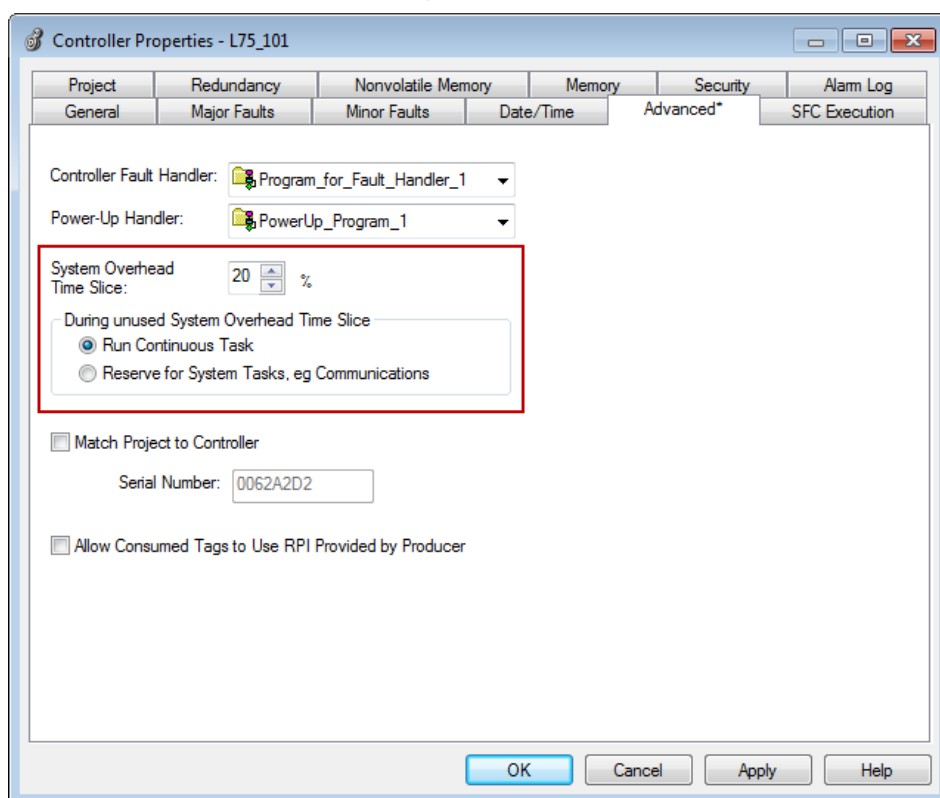 Controller Properties - L75_101
Project Redundancy Nonvolatile Memory Memory Security Alarm Log
General Major Faults Minor Faults Date/Time Advanced* SFC Execution
Controller Fault Handler: Program_for_Fault_Handler_1
Power-Up Handler: PowerUp_Program_1
System Overhead
Time Slice: 20 %
During unused System Overhead Time Slice
Run Continuous Task
Reserve for System Tasks, eg Communications
Match Project to Controller
Serial Number: 0062A2D2
Allow Consumed Tags to Use RPI Provided by Producer
OK Cancel Apply Help